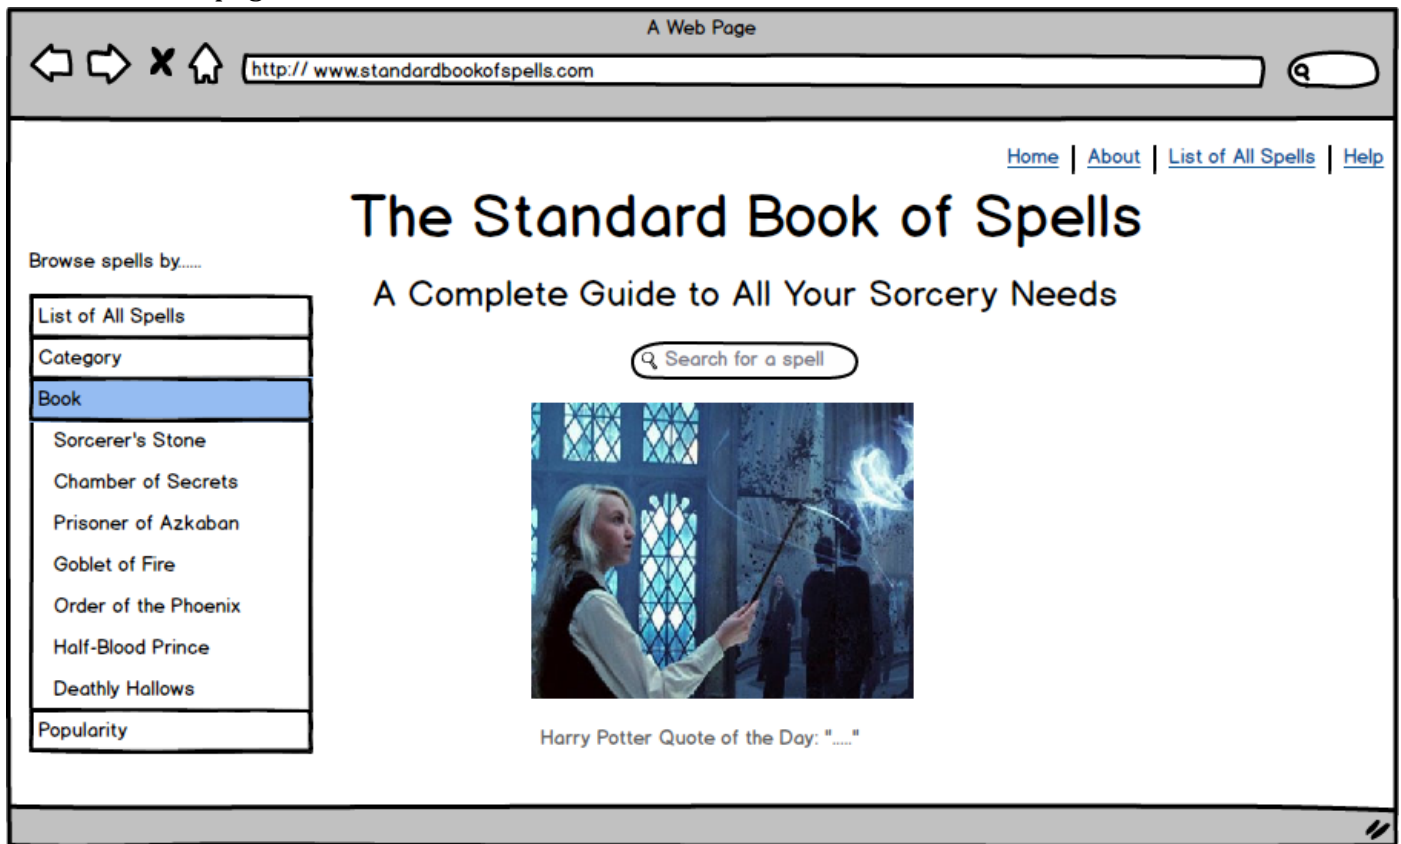 A Web Page
http:// www.standardbookofspells.com
Home | About | List of All Spells | Help
The Standard Book of Spells
Browse spells by......
A Complete Guide to All Your Sorcery Needs
List of All Spells
Category
Search for a spell
Book
Sorcerer's Stone
Chamber of Secrets
Prisoner of Azkaban
Goblet of Fire
Order of the Phoenix
Half-Blood Prince
Deathly Hallows
Popularity
Harry Potter Quote of the Day: "....."